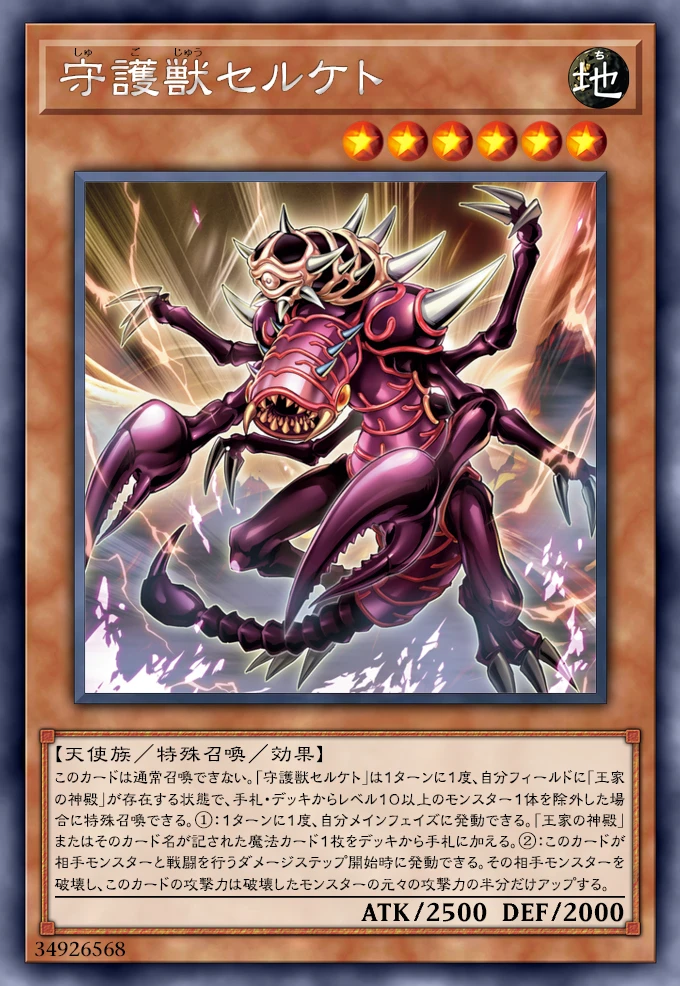 しゅ ご じゅう
守護獣セルケト
ち
地
【天使族／特殊召喚／効果】
このカードは通常召喚できない。「守護獣セルケト」は1ターンに1度、自分フィールドに「王家
の神殿」が存在する状態で、手札・デッキからレベル10以上のモンスター1体を除外した場
合に特殊召喚できる。①：1ターンに1度、自分メインフェイズに発動できる。「王家の神殿」
またはそのカード名が記された魔法カード1枚をデッキから手札に加える。②：このカードが
相手モンスターと戦闘を行うダメージステップ開始時に発動できる。その相手モンスターを
破壊し、このカードの攻撃力は破壊したモンスターの元々の攻撃力の半分だけアップする。
ATK/2500 DEF/2000
34926568